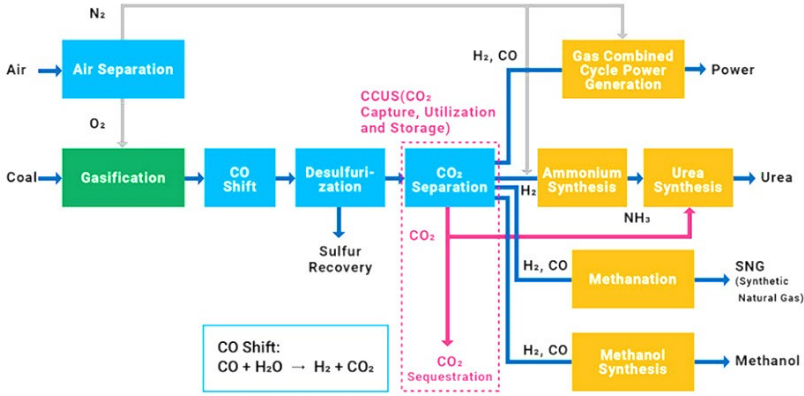 N₂
Air
Air Separation
O₂
Coal
Gasification
CO
Shift
Desulfuri-
zation
Sulfur
Recovery
CCUS(CO₂
Capture, Utilization
and Storage)
CO₂
Separation
CO₂
CO₂
Sequestration
H₂, CO
Gas Combined
Cycle Power
Generation
Power
H₂
Ammonium
Synthesis
NH₃
Urea
Synthesis
Urea
H₂, CO
Methanation
SNG
(Synthetic
Natural Gas)
H₂, CO
Methanol
Synthesis
Methanol
CO Shift:
CO + H₂O → H₂ + CO₂